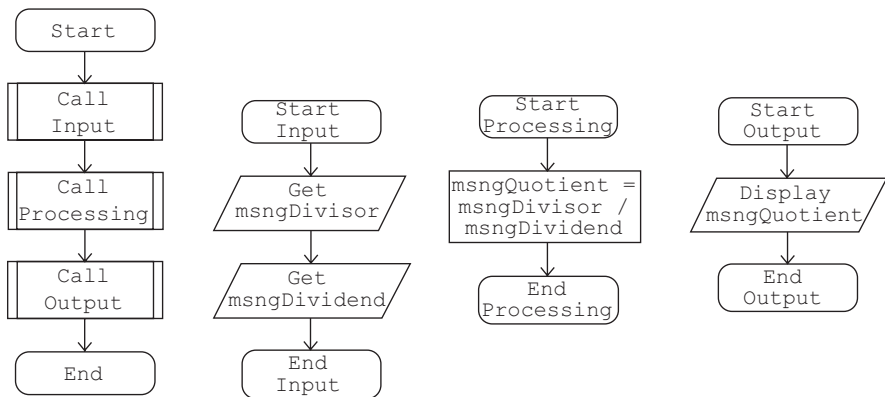 Start
Call
Input
Call
Processing
Call
Output
End
Start
Input
Get
msngDivisor
Get
msngDividend
End
Input
Start
Processing
msngQuotient =
msngDivisor /
msngDividend
End
Processing
Start
Output
Display
msngQuotient
End
Output